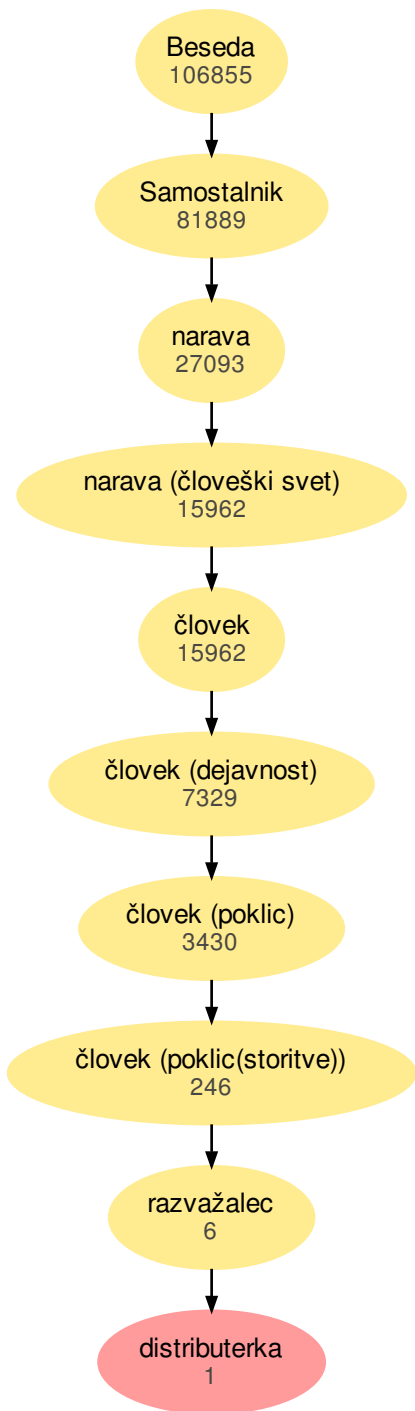 Beseda
106855
Samostalnik
81889
narava
27093
narava (človeški svet)
15962
človek
15962
človek (dejavnost)
7329
človek (poklic)
3430
človek (poklic(storitve))
246
razvažalec
6
distributerka
1